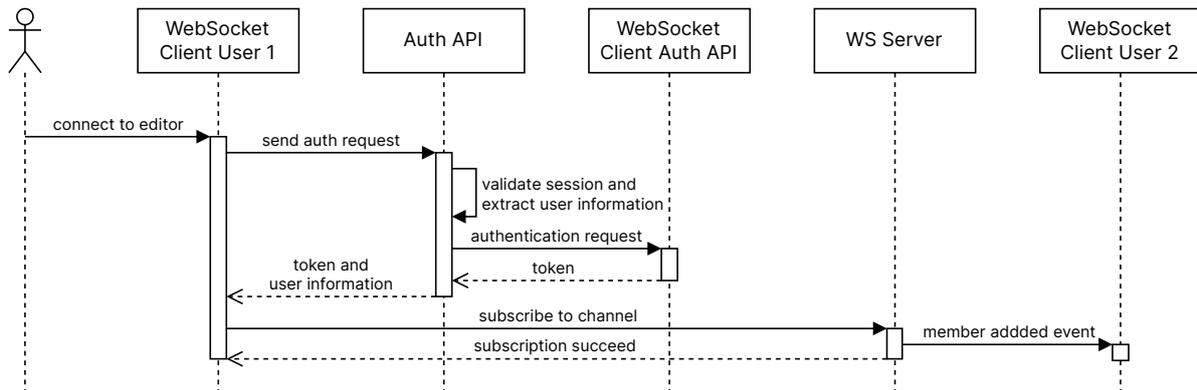 WebSocket
Client User 1
Auth API
WebSocket
Client Auth API
WS Server
WebSocket
Client User 2
connect to editor
send auth request
validate session and
extract user information
authentication request
token
token and
user information
subscribe to channel
member addded event
subscription succeed